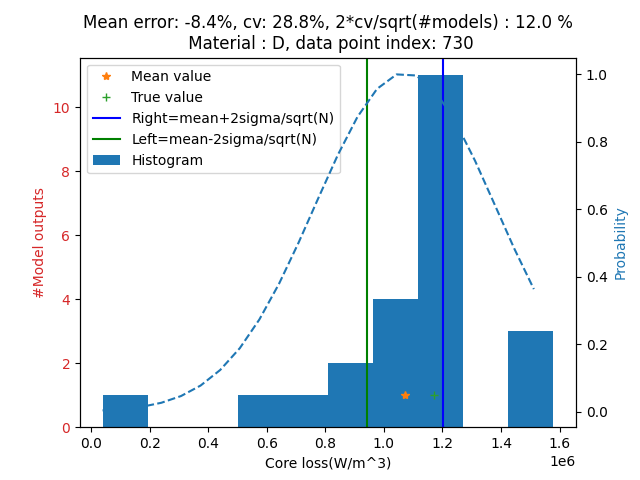 Mean error: -8.4%, cv: 28.8%, 2*cv/sqrt(#models) : 12.0 %
Material : D, data point index: 730
Mean value
True value
Right=mean+2sigma/sqrt(N)
Left=mean-2sigma/sqrt(N)
Histogram
#Model outputs
10
8
6
4
2
0
Probability
1.0
0.8
0.6
0.4
0.2
0.0
0.0 0.2 0.4 0.6 0.8 1.0 1.2 1.4 1.6
1e6
Core loss(W/m^3)